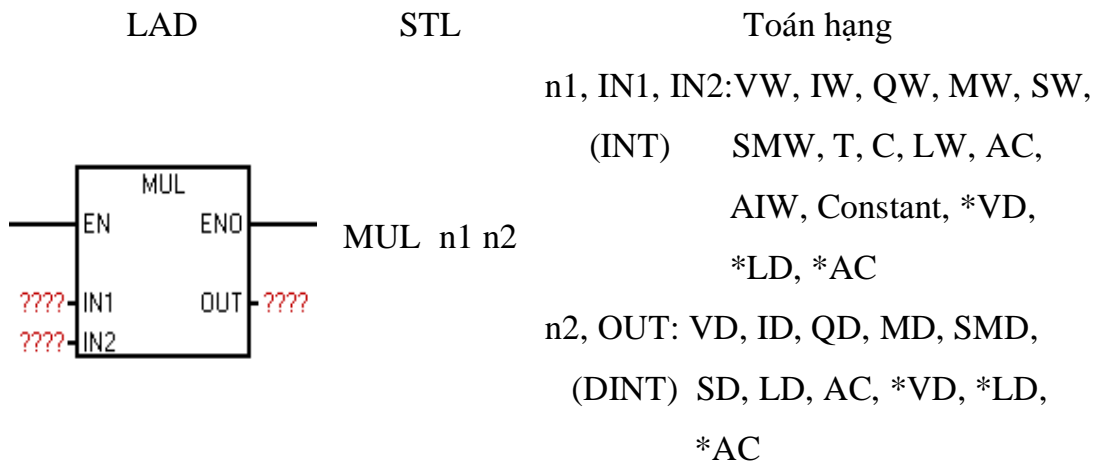 LAD STL Toán hạng
n1, IN1, IN2:VW, IW, QW, MW, SW,
(INT) SMW, T, C, LW, AC,
AIW, Constant, *VD,
*LD, *AC
MUL
EN ENO
???? IN1 OUT ????
???? IN2
MUL n1 n2
n2, OUT: VD, ID, QD, MD, SMD,
(DINT) SD, LD, AC, *VD, *LD,
*AC